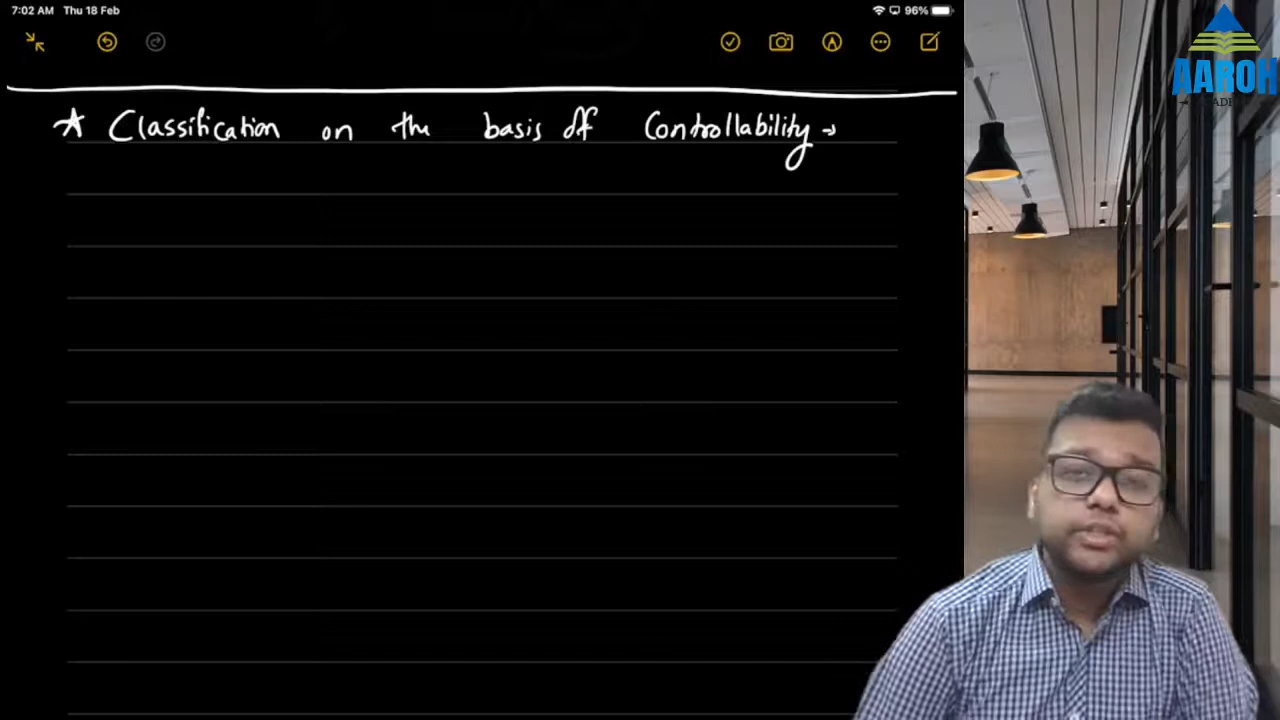 7:02 AM Thu 18 Feb
96%
AAROH
★ Classification on the basis of Controllability →